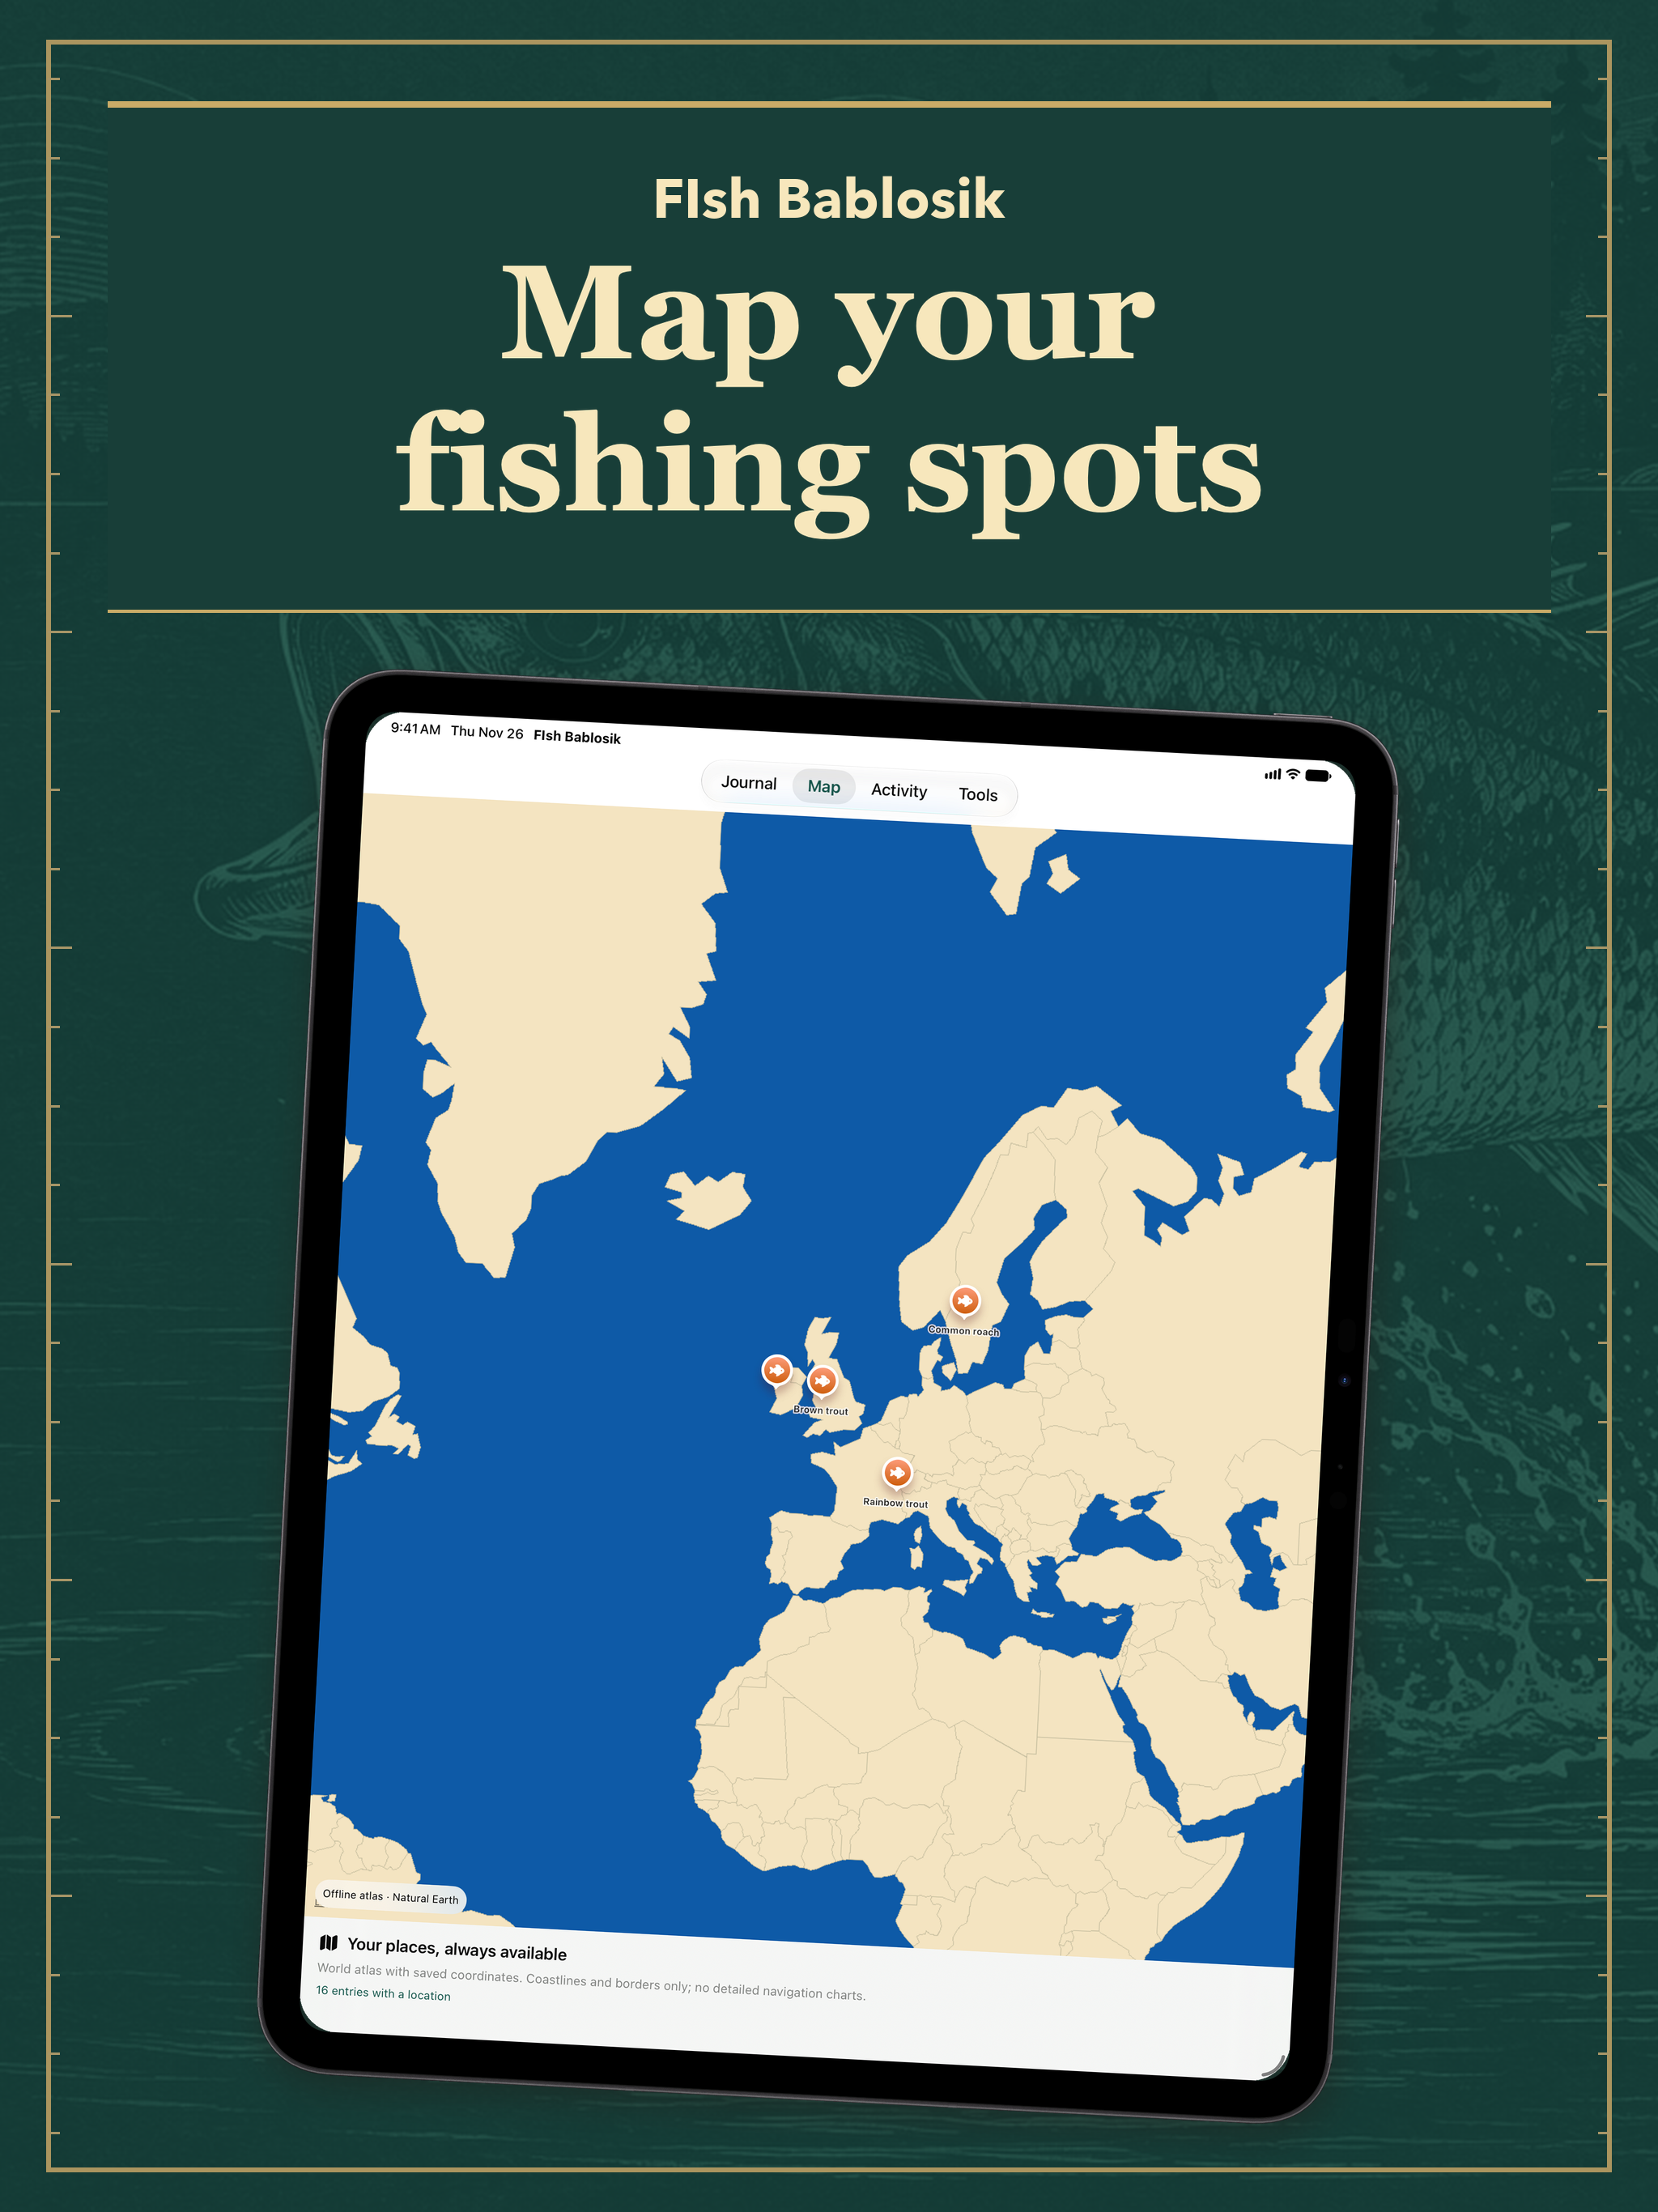 FIsh Bablosik
Map your
fishing spots
9:41 AM Thu Nov 26 FIsh Bablosik
Journal Map Activity Tools
Common roach
Brown trout
Rainbow trout
Offline atlas · Natural Earth
Your places, always available
World atlas with saved coordinates. Coastlines and borders only; no detailed navigation charts.
16 entries with a location